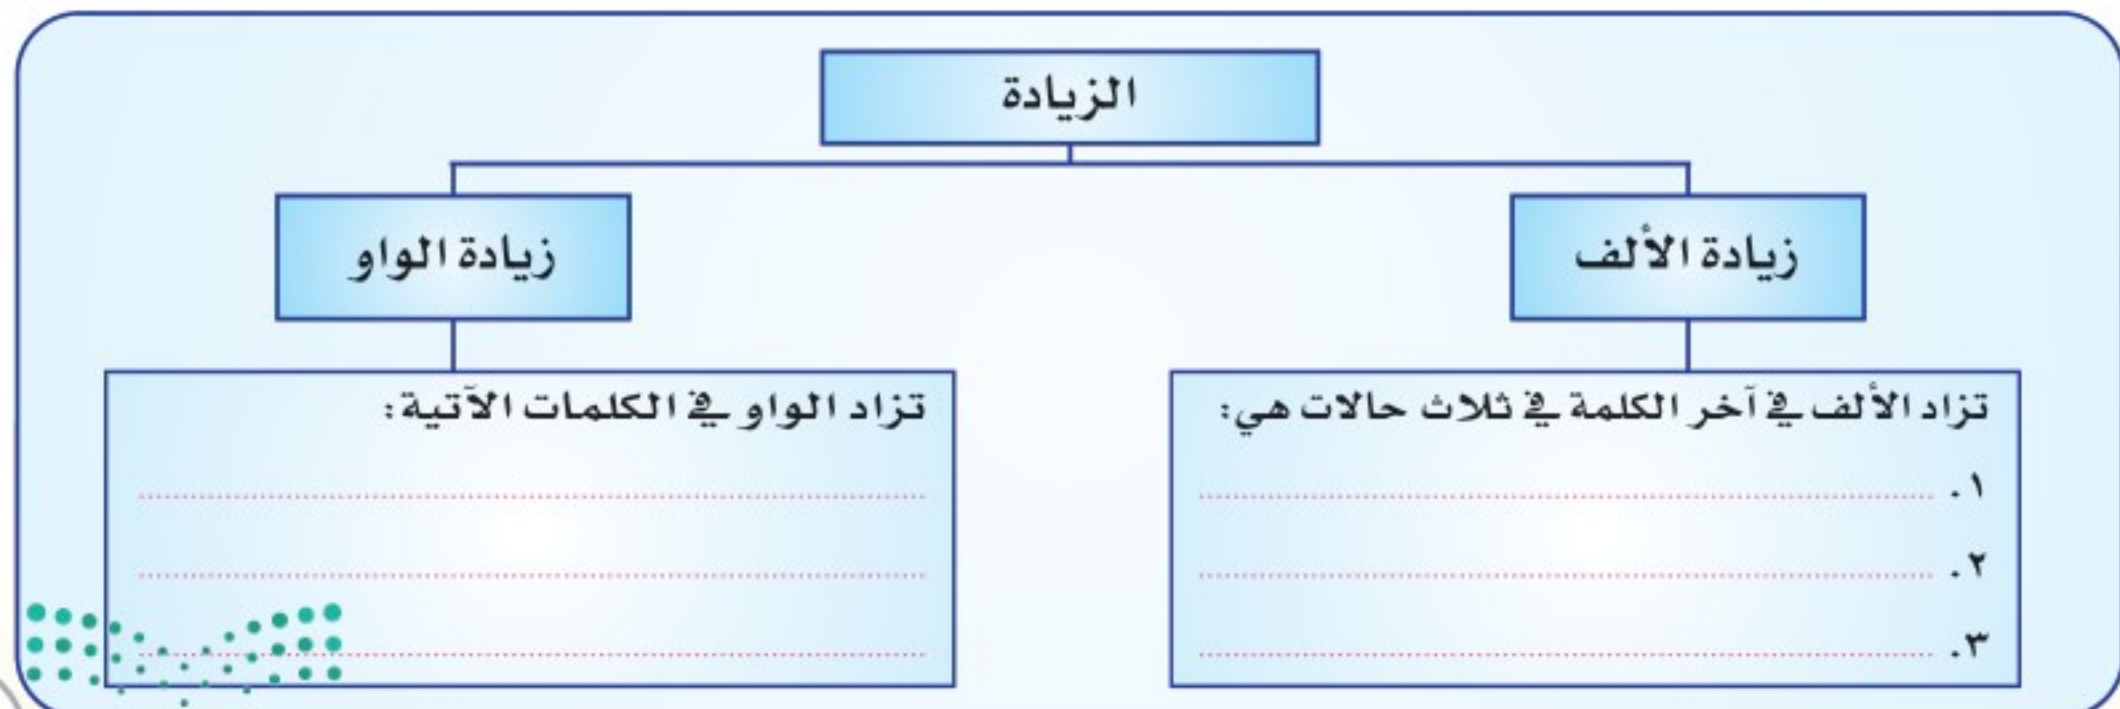 الزيادة
زيادة الألف
تزاد الألف في آخر الكلمة في ثلاث حالات هي:
١. ........................................
٢. ........................................
٣. ........................................
زيادة الواو
تزاد الواو في الكلمات الآتية:
........................................
........................................
........................................